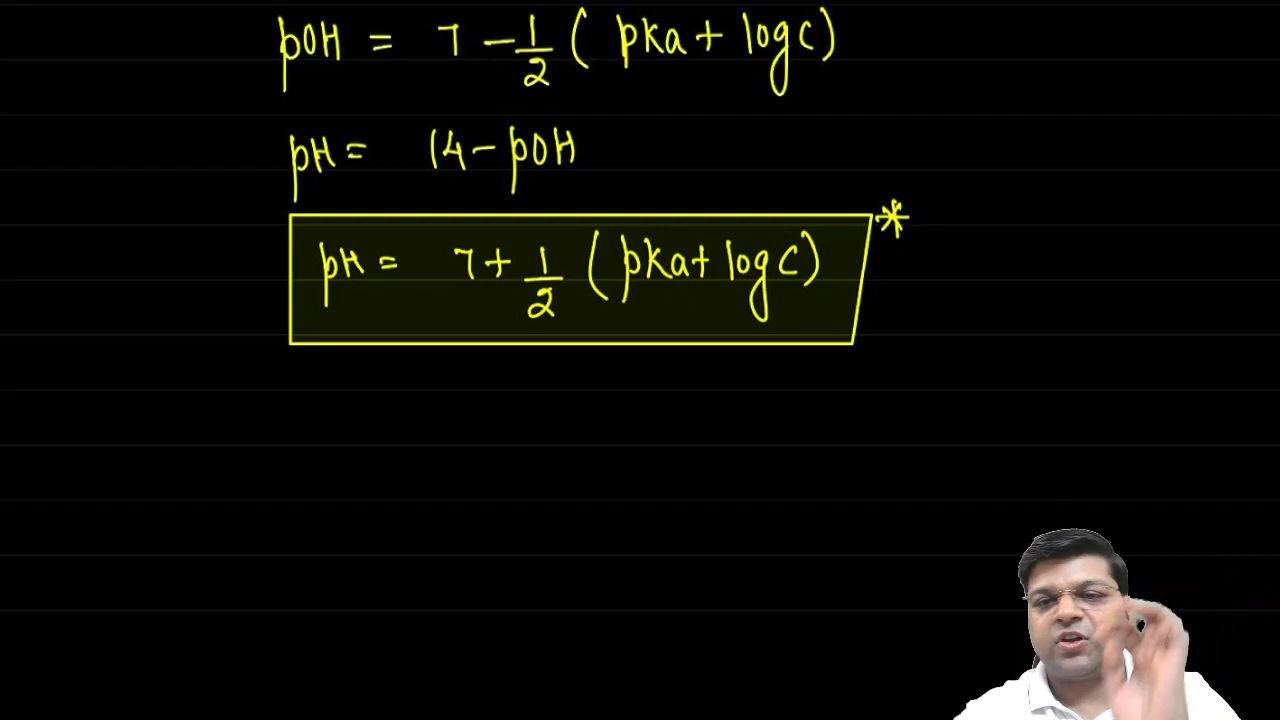 pOH = 7 - 1/2 ( pka + log c)
pH = 14 - pOH
pH = 7 + 1/2 ( pka + log c) *